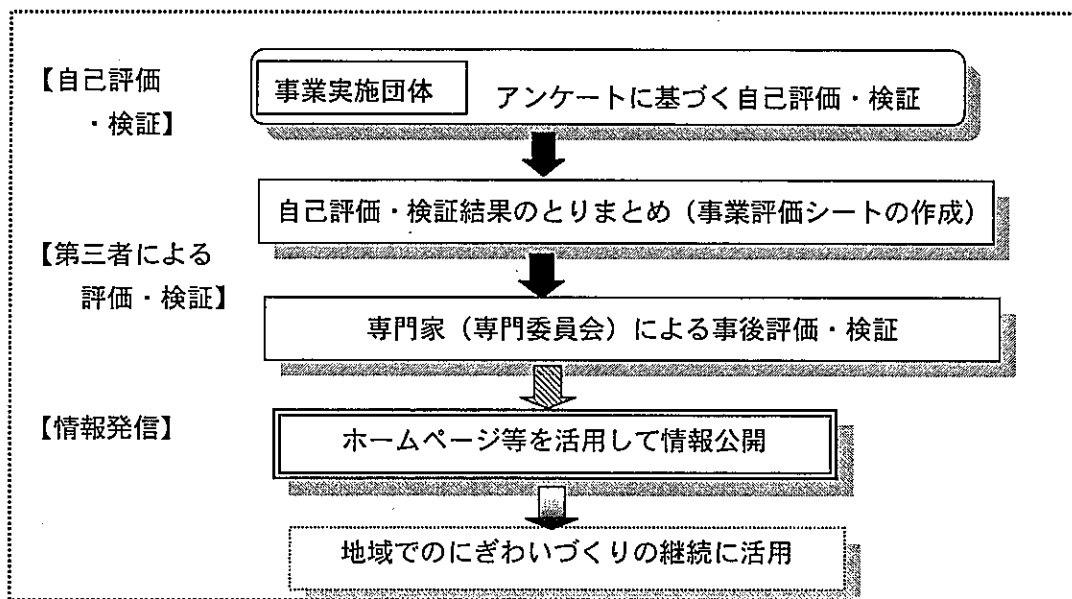 【自己評価
・検証】
事業実施団体 アンケートに基づく自己評価・検証
自己評価・検証結果のとりまとめ（事業評価シートの作成）
【第三者による
評価・検証】
専門家（専門委員会）による事後評価・検証
【情報発信】
ホームページ等を活用して情報公開
地域でのにぎわいづくりの継続に活用